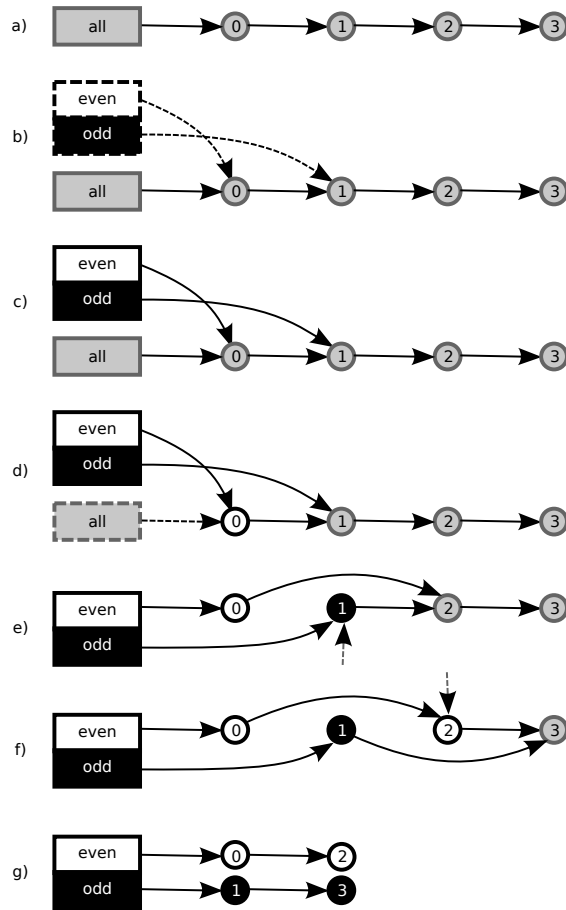 a) all 0 1 2 3
even
b) odd
all 0 1 2 3
even
c) odd
all 0 1 2 3
even
d) odd
all 0 1 2 3
even 0 1 2 3
e) odd
even 0 1 2 3
f) odd
even 0 2
g) odd 1 3